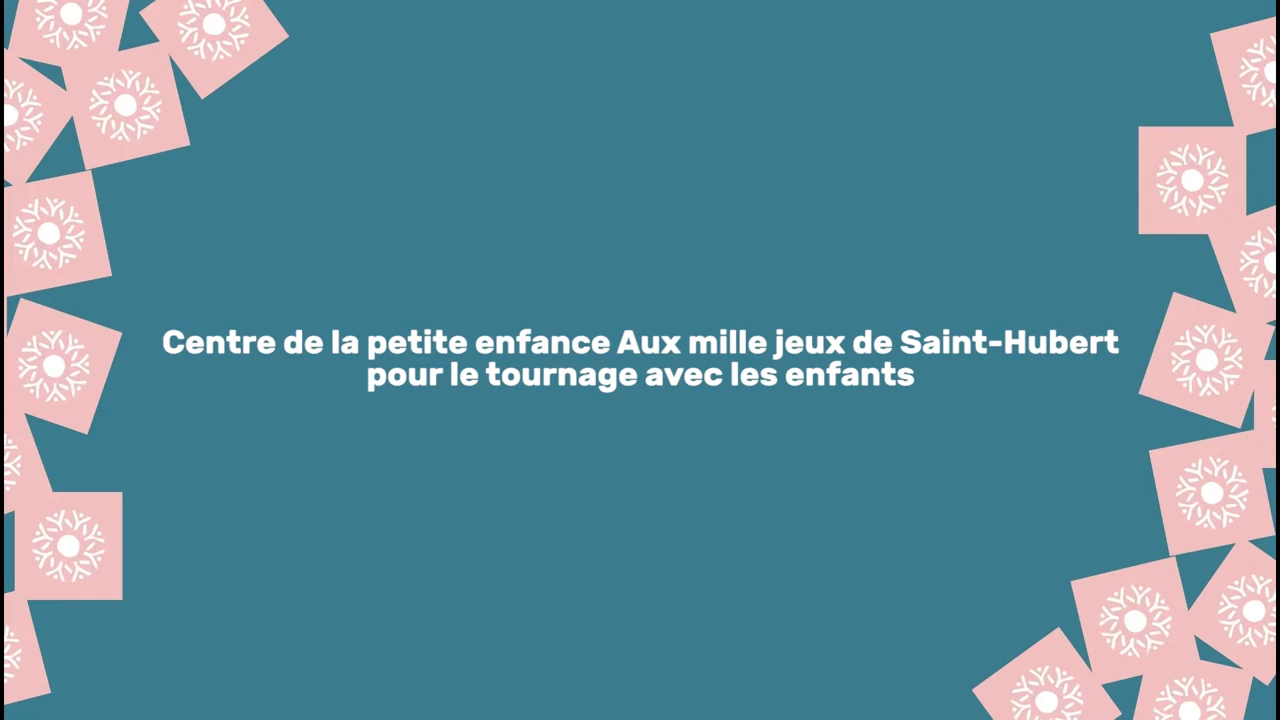 Centre de la petite enfance Aux mille jeux de Saint-Hubert
pour le tournage avec les enfants